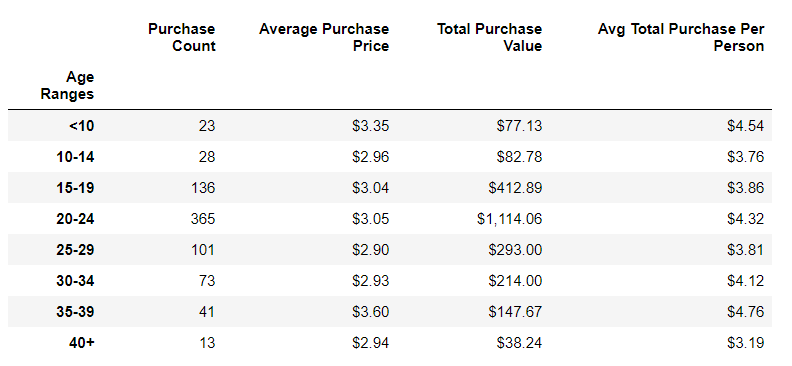 Purchase Count Average Purchase Price Total Purchase Value Avg Total Purchase Per Person
Age Ranges
<10 23 $3.35 $77.13 $4.54
10-14 28 $2.96 $82.78 $3.76
15-19 136 $3.04 $412.89 $3.86
20-24 365 $3.05 $1,114.06 $4.32
25-29 101 $2.90 $293.00 $3.81
30-34 73 $2.93 $214.00 $4.12
35-39 41 $3.60 $147.67 $4.76
40+ 13 $2.94 $38.24 $3.19